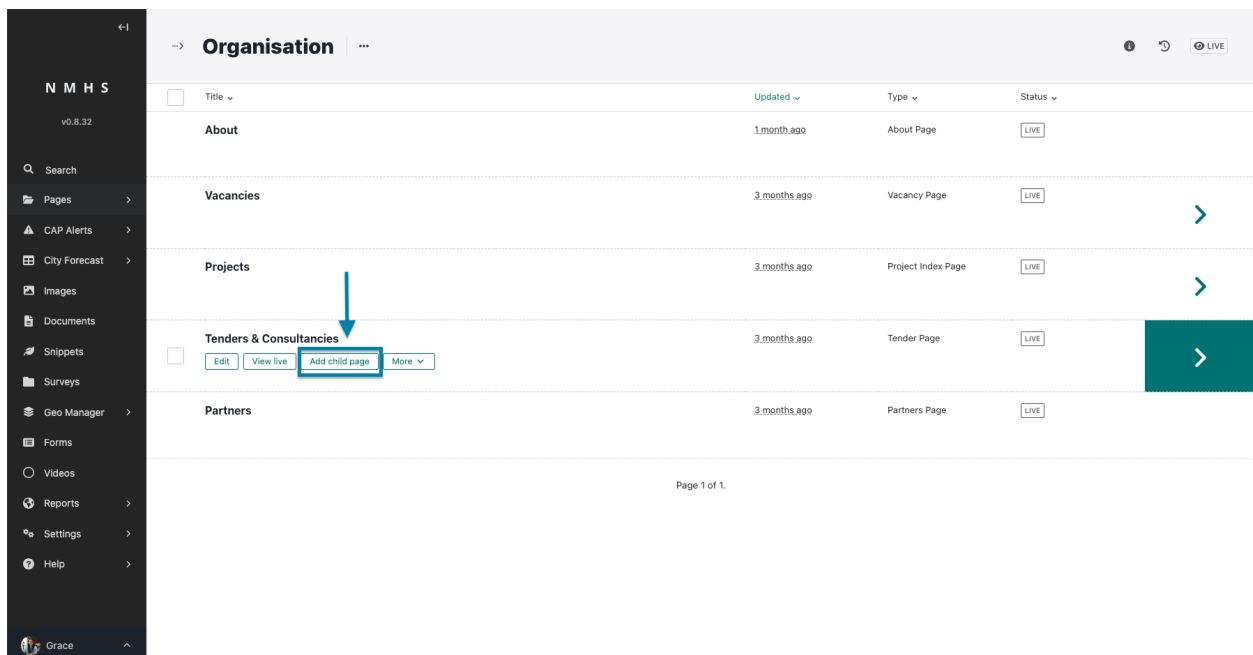 NMHS
v0.8.32
Search
Pages
CAP Alerts
City Forecast
Images
Documents
Snippets
Surveys
Geo Manager
Forms
Videos
Reports
Settings
Help
Grace
Organisation
LIVE
Title Updated Type Status
About 1 month ago About Page LIVE
Vacancies 3 months ago Vacancy Page LIVE
Projects 3 months ago Project Index Page LIVE
Tenders & Consultancies 3 months ago Tender Page LIVE
Edit View live Add child page More
Partners 3 months ago Partners Page LIVE
Page 1 of 1.